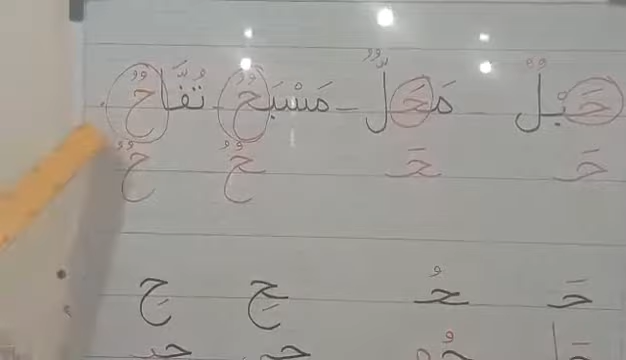 حَبْلٌ مَحَلٌّ - مَسْبَحٌ - تُفَّاحٌ
حَ حَ حٌ حٌ
حَ حُ حِ حِ